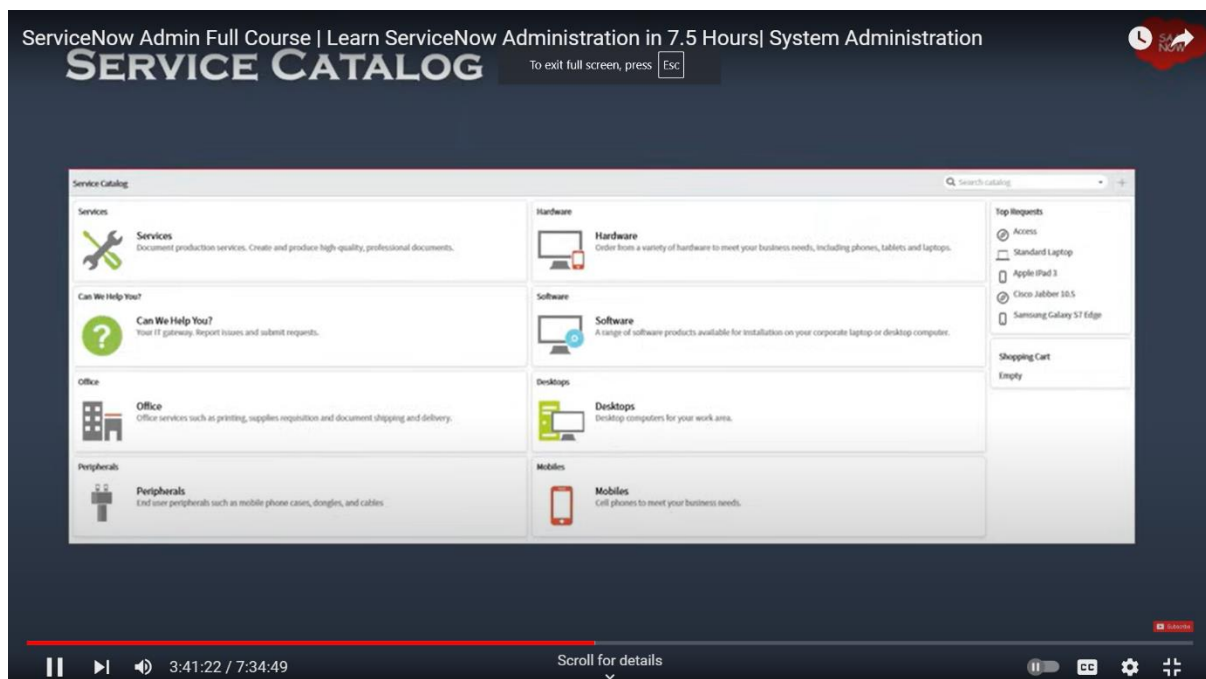 ServiceNow Admin Full Course | Learn ServiceNow Administration in 7.5 Hours| System Administration
SERVICE CATALOG
To exit full screen, press Esc
SA
NOW
Service Catalog
Search catalog
Services
Services
Document production services. Create and produce high-quality, professional documents.
Hardware
Hardware
Order from a variety of hardware to meet your business needs, including phones, tablets and laptops.
Top Requests
Access
Standard Laptop
Apple iPad 3
Cisco Jabber 10.5
Samsung Galaxy S7 Edge
Can We Help You?
Can We Help You?
Your IT gateway. Report issues and submit requests.
Software
Software
A range of software products available for installation on your corporate laptop or desktop computer.
Shopping Cart
Empty
Office
Office
Office services such as printing, supplies requisition and document shipping and delivery.
Desktops
Desktops
Desktop computers for your work area.
Peripherals
Peripherals
End user peripherals such as mobile phone cases, dongles, and cables
Mobiles
Mobiles
Cell phones to meet your business needs.
Subscribe
3:41:22 / 7:34:49
Scroll for details
CC